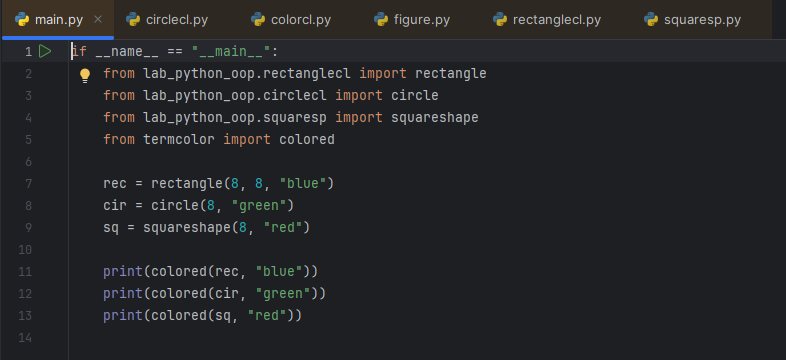 main.py circlecl.py colorcl.py figure.py rectanglecl.py squaresp.py
1 if __name__ == "__main__":
2     from lab_python_oop.rectanglecl import rectangle
3     from lab_python_oop.circlecl import circle
4     from lab_python_oop.squaresp import squareshape
5     from termcolor import colored
6
7     rec = rectangle(8, 8, "blue")
8     cir = circle(8, "green")
9     sq = squareshape(8, "red")
10
11     print(colored(rec, "blue"))
12     print(colored(cir, "green"))
13     print(colored(sq, "red"))
14